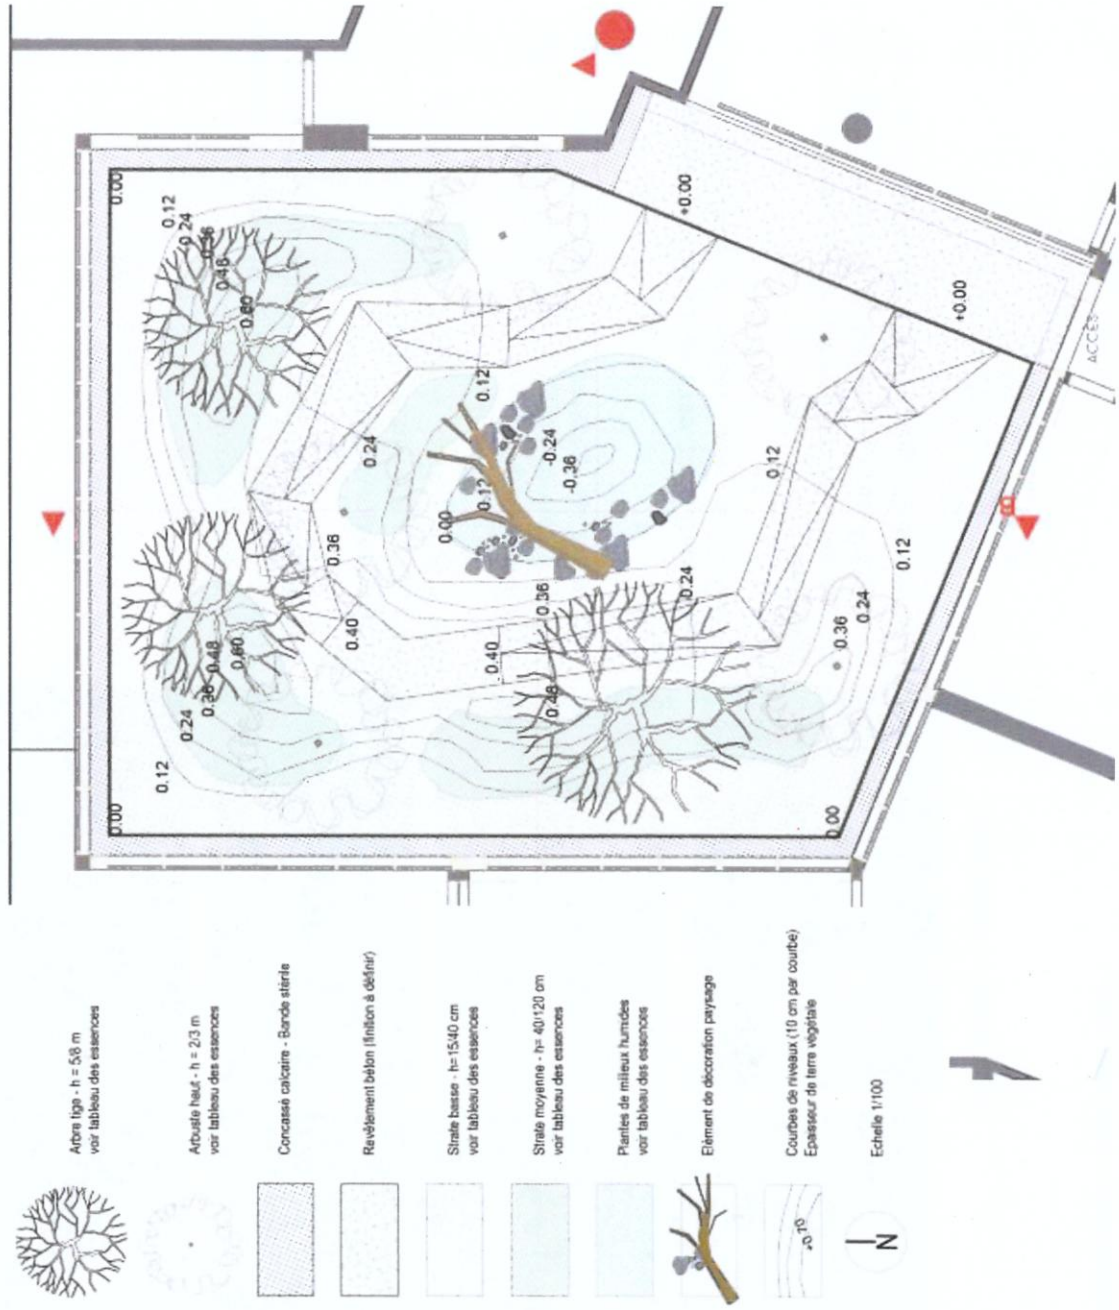 Arbre tige - h = 5/8 m
voir tableau des essences
Arbuste haut - h = 2/3 m
voir tableau des essences
Concassé calcaire - Bande stérile
Revêtement béton (finition à définir)
Strate basse - h=15/40 cm
voir tableau des essences
Strate moyenne - h= 40/120 cm
voir tableau des essences
Plantes de milieux humides
voir tableau des essences
Elément de décoration paysage
Courbes de niveaux (10 cm par courbe)
Epaisseur de terre végétale
+0.70
Echelle 1/100
N
0.00
0.12
0.24
0.36
0.48
0.60
0.12
0.24
0.36
0.48
0.60
0.00
0.24
0.36
0.40
0.00
0.12
0.12
-0.24
-0.36
0.40
0.36
0.48
0.24
0.12
0.12
0.24
0.36
0.00
+0.00
+0.00
ACCES